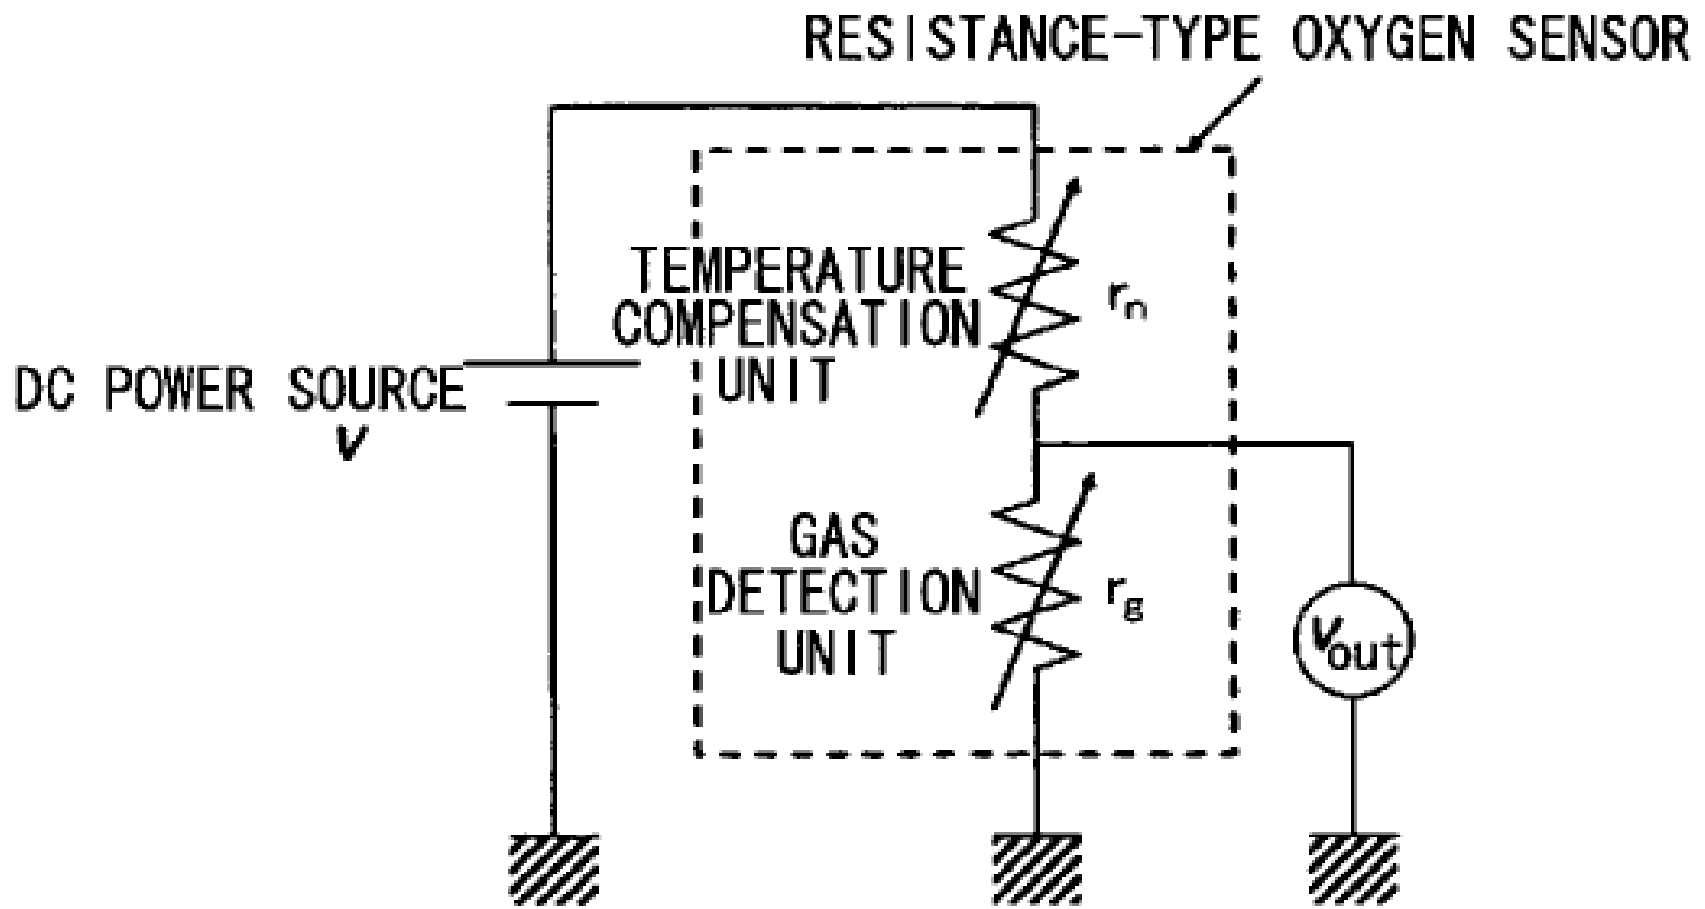 RESISTANCE-TYPE OXYGEN SENSOR
TEMPERATURE
COMPENSATION
UNIT
rn
DC POWER SOURCE
V
GAS
DETECTION
UNIT
rg
Vout